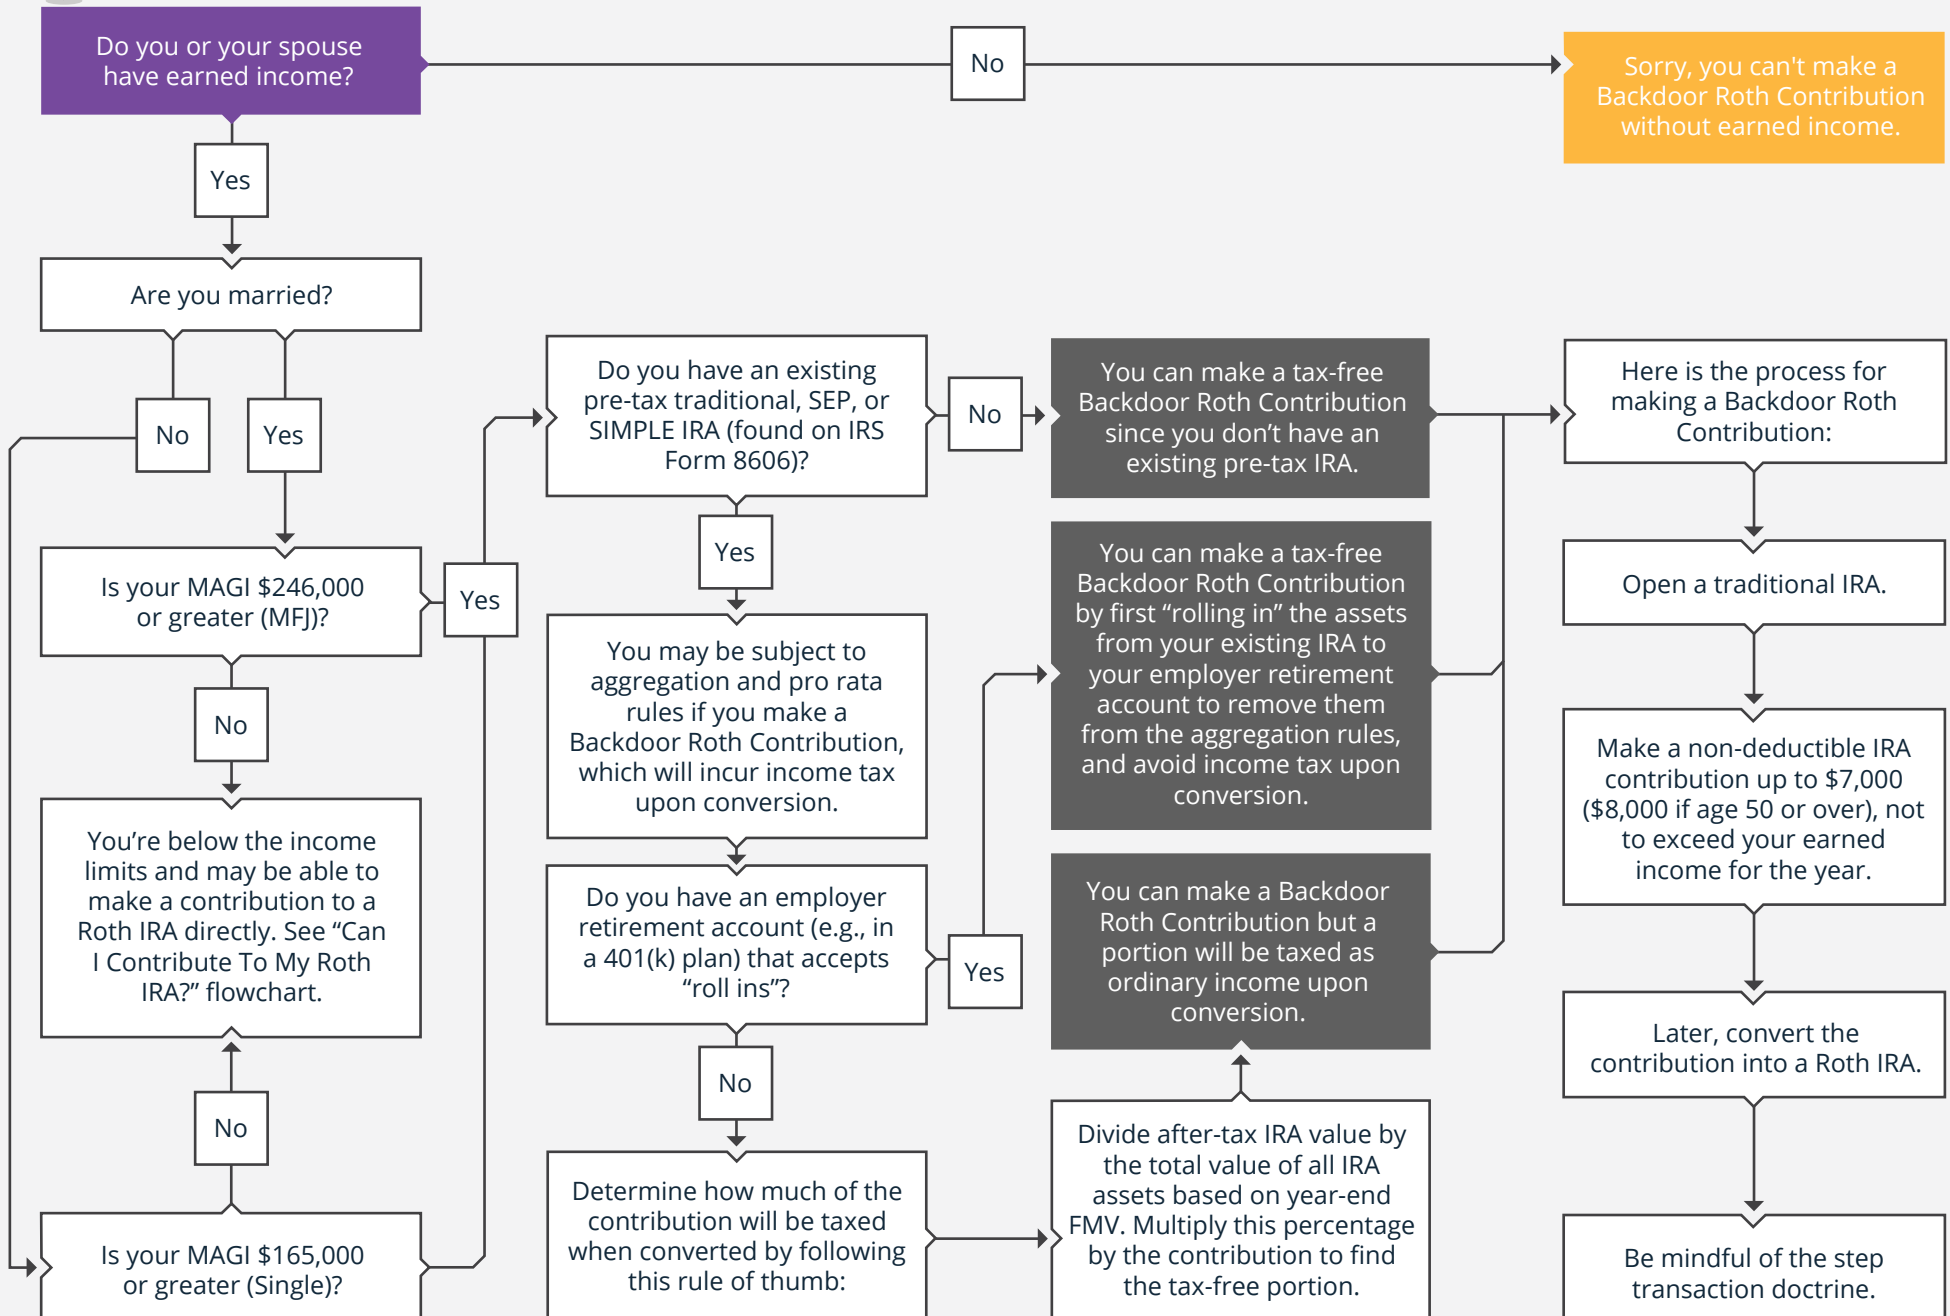 Do you or your spouse
have earned income?
No
Sorry, you can't make a
Backdoor Roth Contribution
without earned income.
Yes
Are you married?
No
Yes
Is your MAGI $246,000
or greater (MFJ)?
Yes
No
You’re below the income
limits and may be able to
make a contribution to a
Roth IRA directly. See “Can
I Contribute To My Roth
IRA?” flowchart.
No
Is your MAGI $165,000
or greater (Single)?
Do you have an existing
pre-tax traditional, SEP, or
SIMPLE IRA (found on IRS
Form 8606)?
No
Yes
You may be subject to
aggregation and pro rata
rules if you make a
Backdoor Roth Contribution,
which will incur income tax
upon conversion.
Do you have an employer
retirement account (e.g., in
a 401(k) plan) that accepts
“roll ins”?
Yes
No
Determine how much of the
contribution will be taxed
when converted by following
this rule of thumb:
You can make a tax-free
Backdoor Roth Contribution
since you don’t have an
existing pre-tax IRA.
You can make a tax-free
Backdoor Roth Contribution
by first “rolling in” the assets
from your existing IRA to
your employer retirement
account to remove them
from the aggregation rules,
and avoid income tax upon
conversion.
You can make a Backdoor
Roth Contribution but a
portion will be taxed as
ordinary income upon
conversion.
Divide after-tax IRA value by
the total value of all IRA
assets based on year-end
FMV. Multiply this percentage
by the contribution to find
the tax-free portion.
Here is the process for
making a Backdoor Roth
Contribution:
Open a traditional IRA.
Make a non-deductible IRA
contribution up to $7,000
($8,000 if age 50 or over), not
to exceed your earned
income for the year.
Later, convert the
contribution into a Roth IRA.
Be mindful of the step
transaction doctrine.